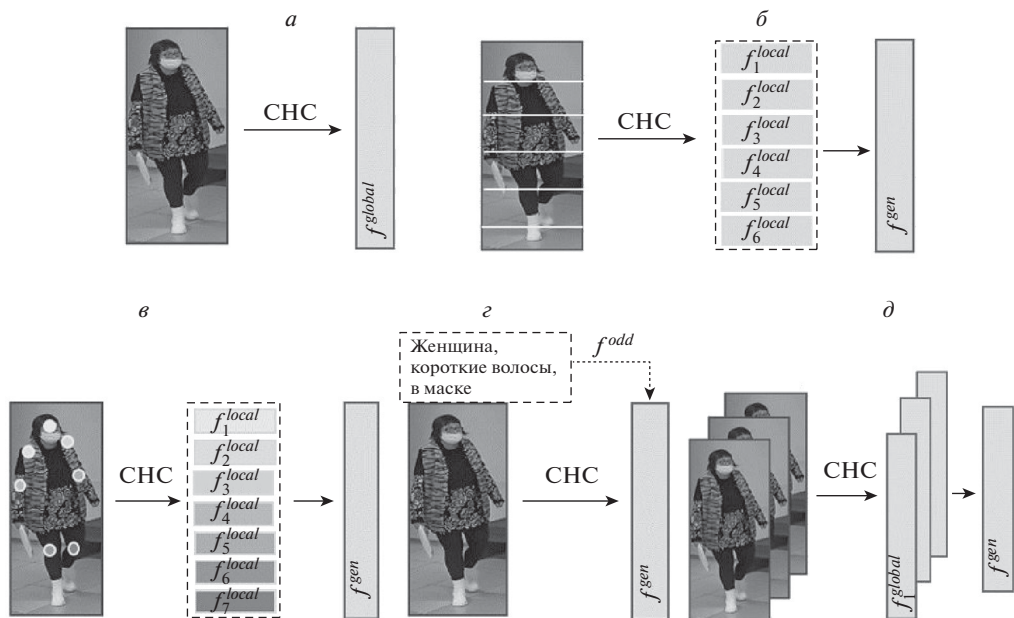 а
СНС
f^global
б
СНС
f_1^local
f_2^local
f_3^local
f_4^local
f_5^local
f_6^local
f^gen
в
СНС
f_1^local
f_2^local
f_3^local
f_4^local
f_5^local
f_6^local
f_7^local
f^gen
г
Женщина,
короткие волосы,
в маске
f^odd
СНС
f^gen
д
СНС
f_1^global
f^gen